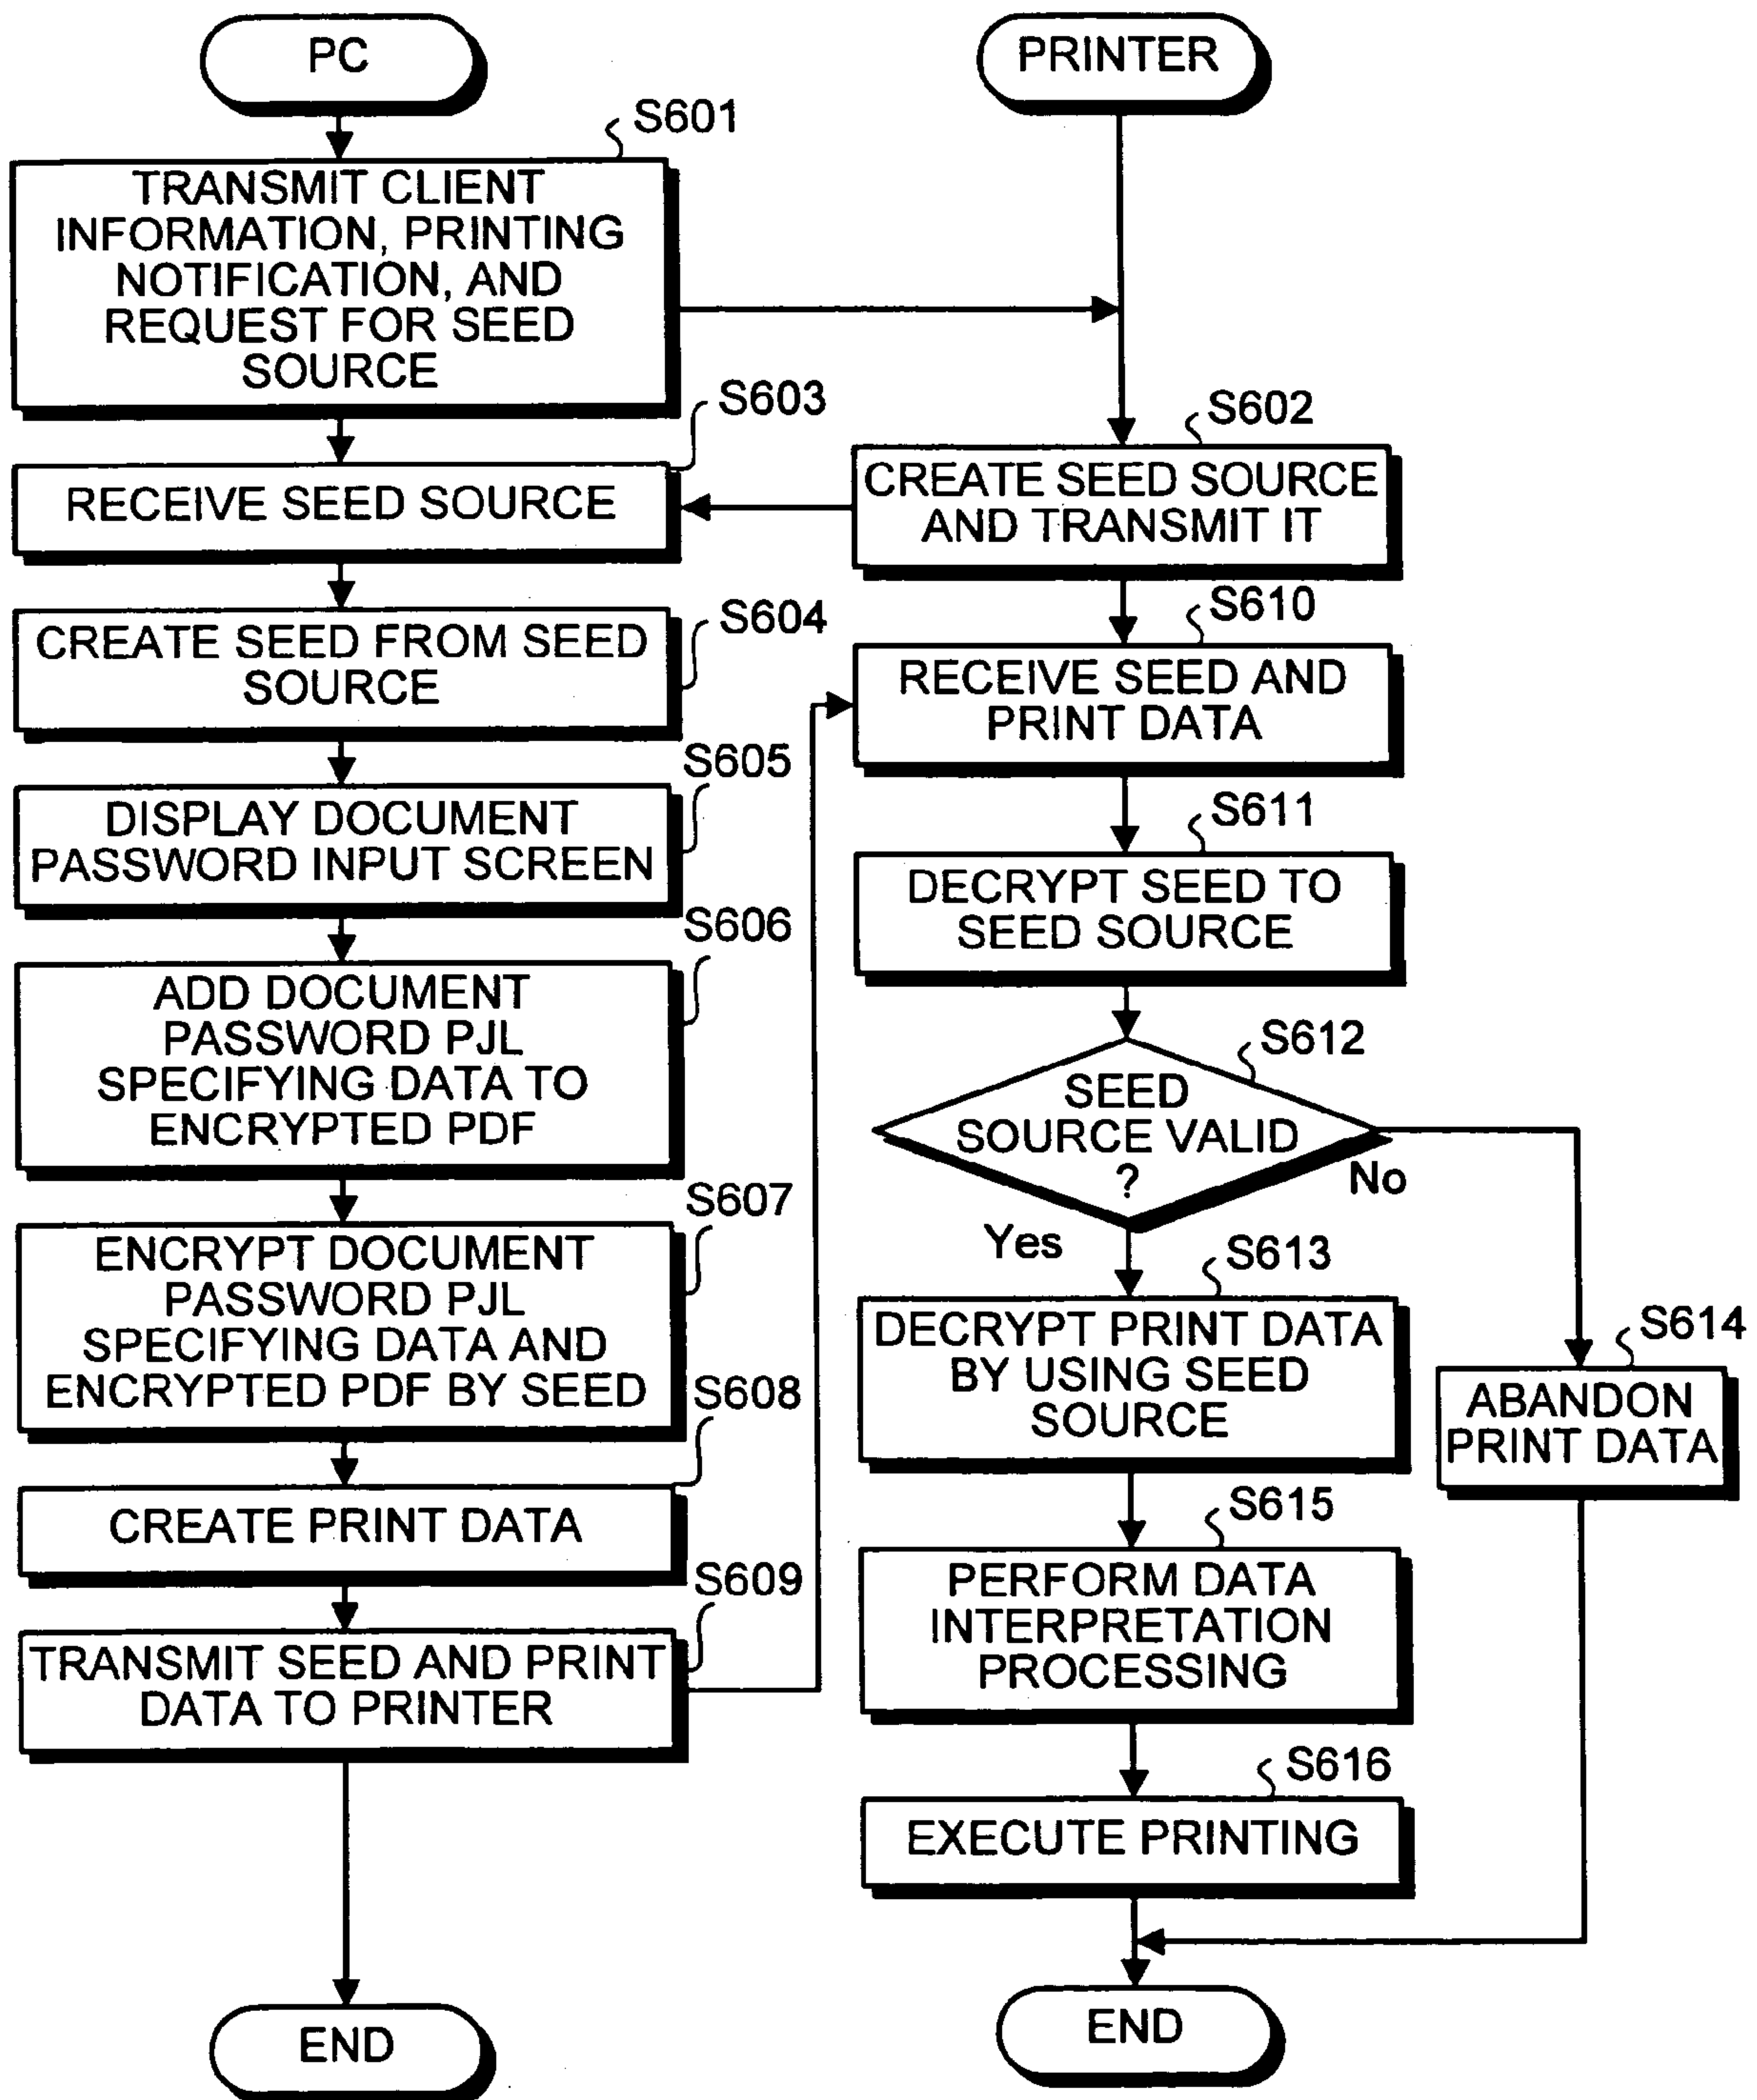 PC
S601
TRANSMIT CLIENT
INFORMATION, PRINTING
NOTIFICATION, AND
REQUEST FOR SEED
SOURCE
S603
RECEIVE SEED SOURCE
S604
CREATE SEED FROM SEED
SOURCE
S605
DISPLAY DOCUMENT
PASSWORD INPUT SCREEN
S606
ADD DOCUMENT
PASSWORD PJL
SPECIFYING DATA TO
ENCRYPTED PDF
S607
ENCRYPT DOCUMENT
PASSWORD PJL
SPECIFYING DATA AND
ENCRYPTED PDF BY SEED
S608
CREATE PRINT DATA
S609
TRANSMIT SEED AND PRINT
DATA TO PRINTER
END
PRINTER
S602
CREATE SEED SOURCE
AND TRANSMIT IT
S610
RECEIVE SEED AND
PRINT DATA
S611
DECRYPT SEED TO
SEED SOURCE
S612
SEED
SOURCE VALID
?
No
Yes
S613
DECRYPT PRINT DATA
BY USING SEED
SOURCE
S614
ABANDON
PRINT DATA
S615
PERFORM DATA
INTERPRETATION
PROCESSING
S616
EXECUTE PRINTING
END